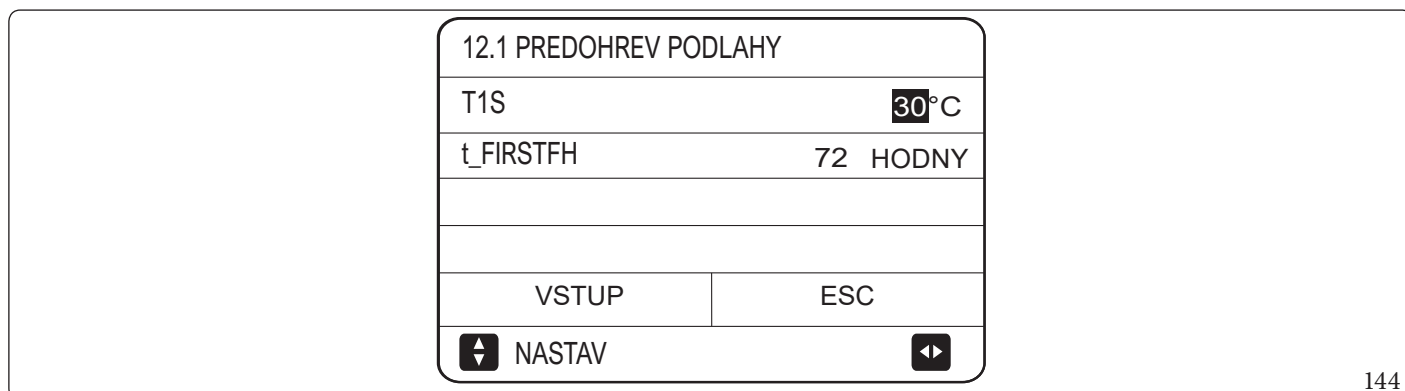 12.1 PREDOHREV PODLAHY
T1S 30°C
t_FIRSTFH 72 HODNY
VSTUP ESC
NASTAV
144